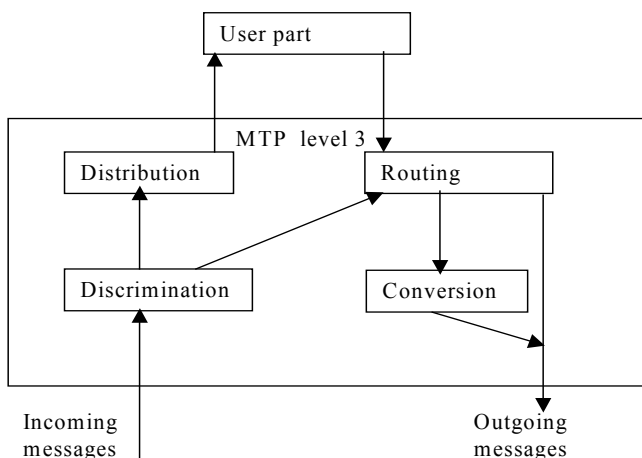 User part
MTP level 3
Distribution
Routing
Discrimination
Conversion
Incoming
messages
Outgoing
messages